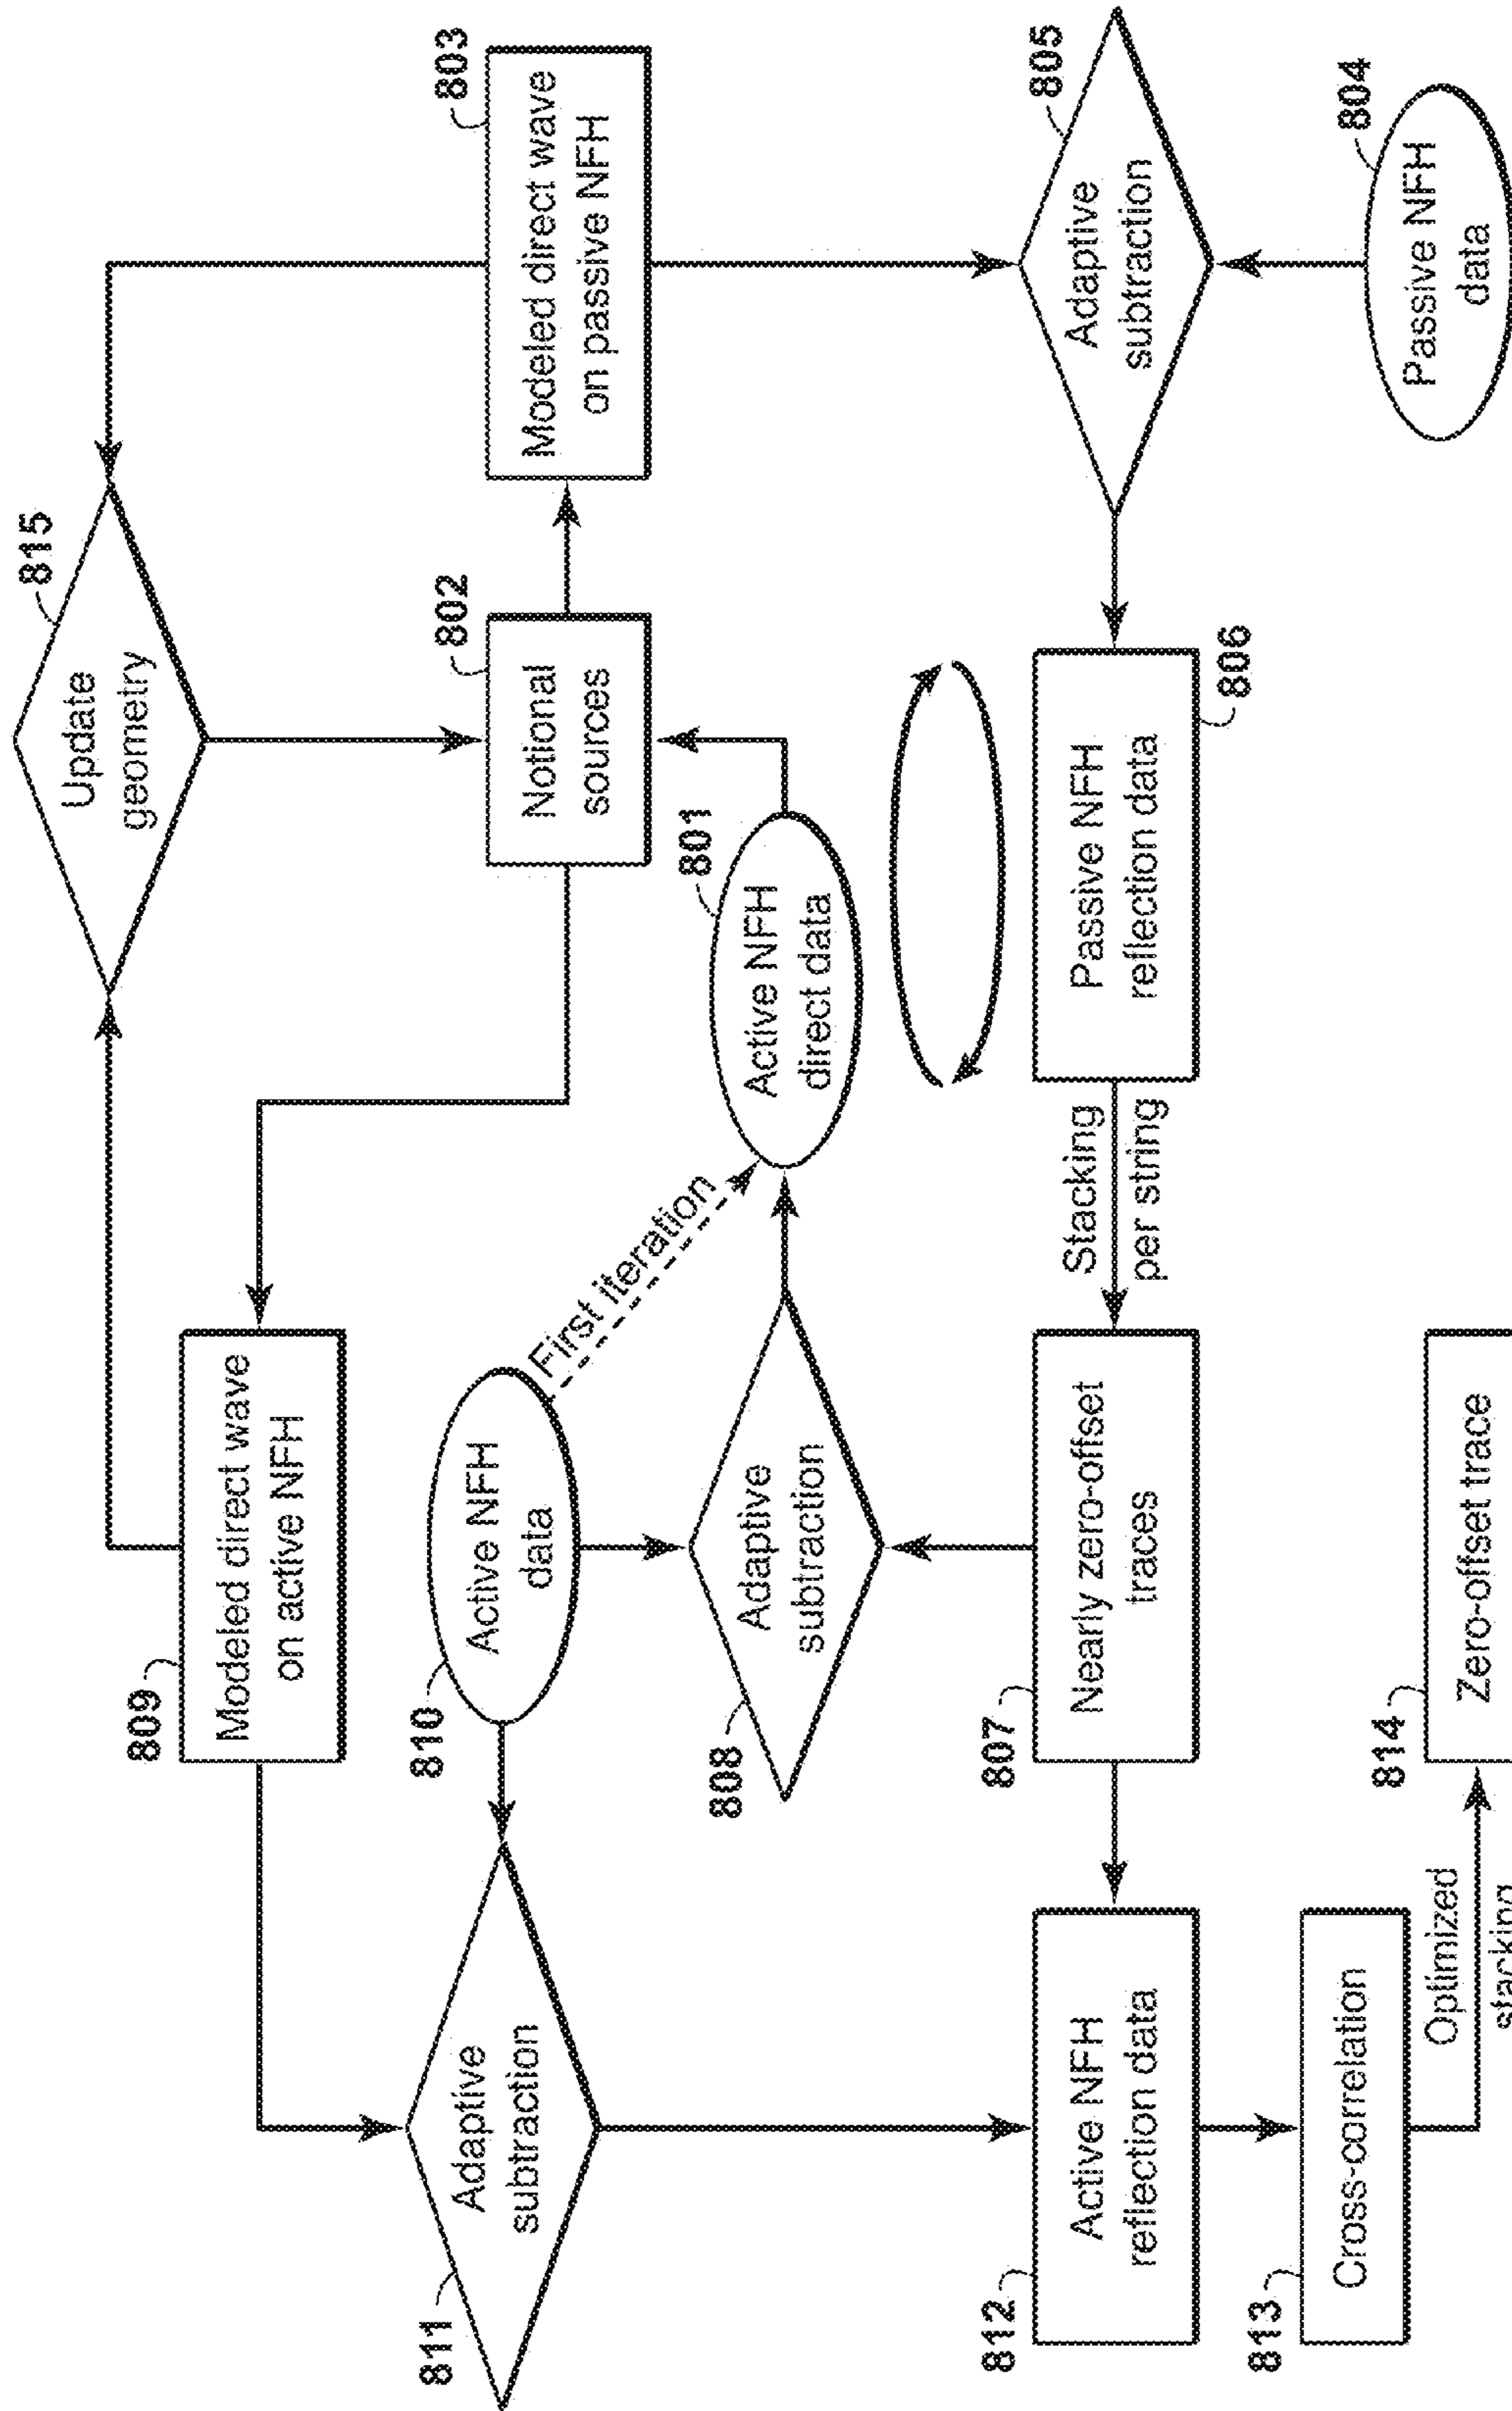 815
Update
geometry
809
Modeled direct wave
on active NFH
802
Notional
sources
803
Modeled direct wave
on passive NFH
810
Active NFH
data
First iteration
811
Adaptive
subtraction
801
Active NFH
direct data
808
Adaptive
subtraction
805
Adaptive
subtraction
812
Active NFH
reflection data
807
Nearly zero-offset
traces
Stacking
per string
Passive NFH
reflection data
806
813
Cross-correlation
Optimized
stacking
814
Zero-offset trace
804
Passive NFH
data